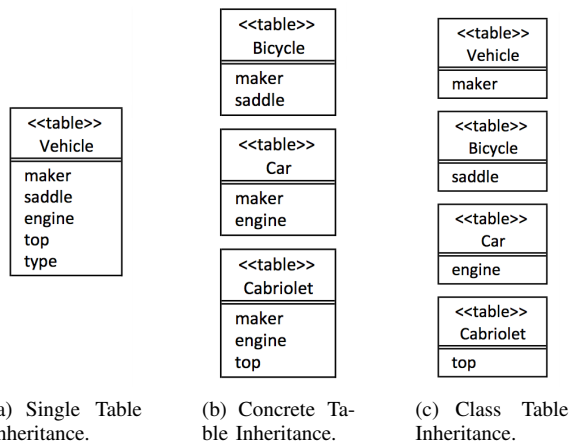 <<table>>
Vehicle
maker
saddle
engine
top
type
a) Single Table
nheritance.
<<table>>
Bicycle
maker
saddle
<<table>>
Car
maker
engine
<<table>>
Cabriolet
maker
engine
top
(b) Concrete Ta-
ble Inheritance.
<<table>>
Vehicle
maker
<<table>>
Bicycle
saddle
<<table>>
Car
engine
<<table>>
Cabriolet
top
(c) Class Table
Inheritance.